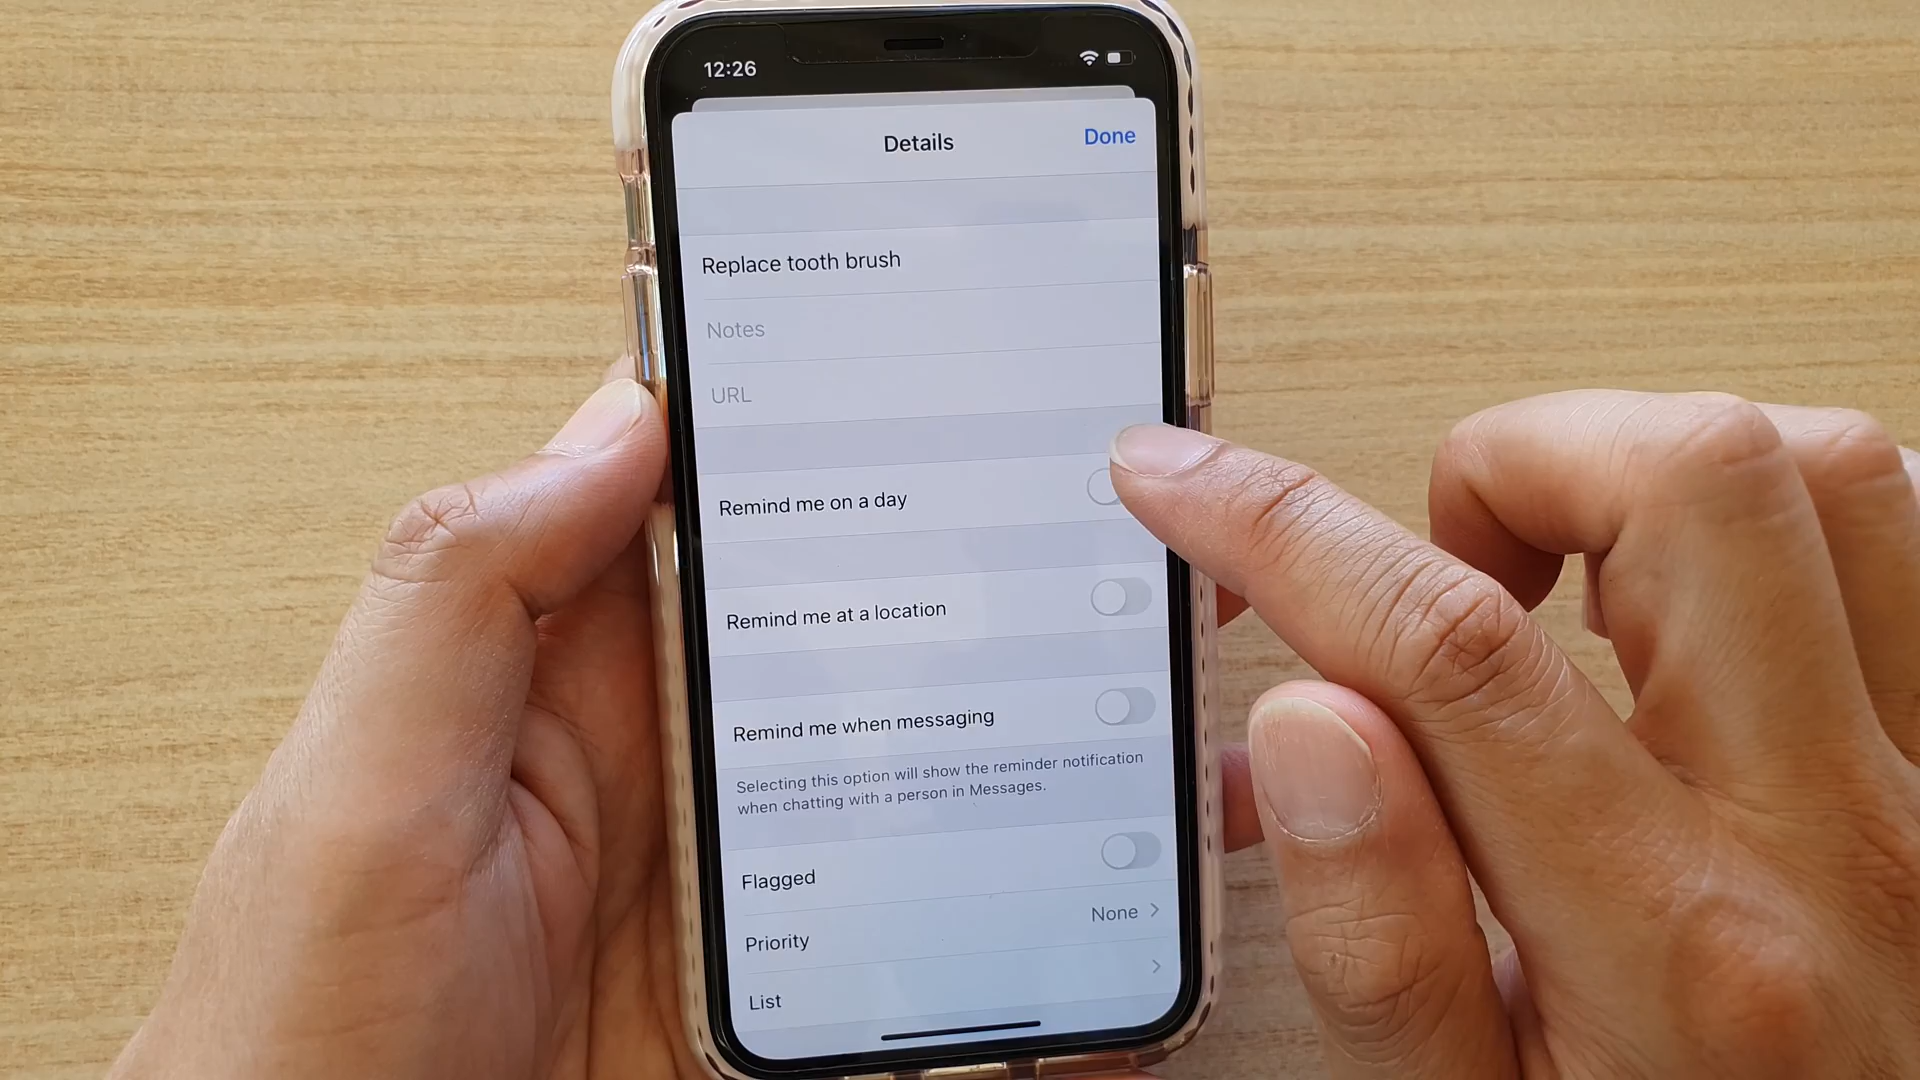 12:26
Details
Done
Replace tooth brush
Notes
URL
Remind me on a day
Remind me at a location
Remind me when messaging
Selecting this option will show the reminder notification
when chatting with a person in Messages.
Flagged
Priority
None
List